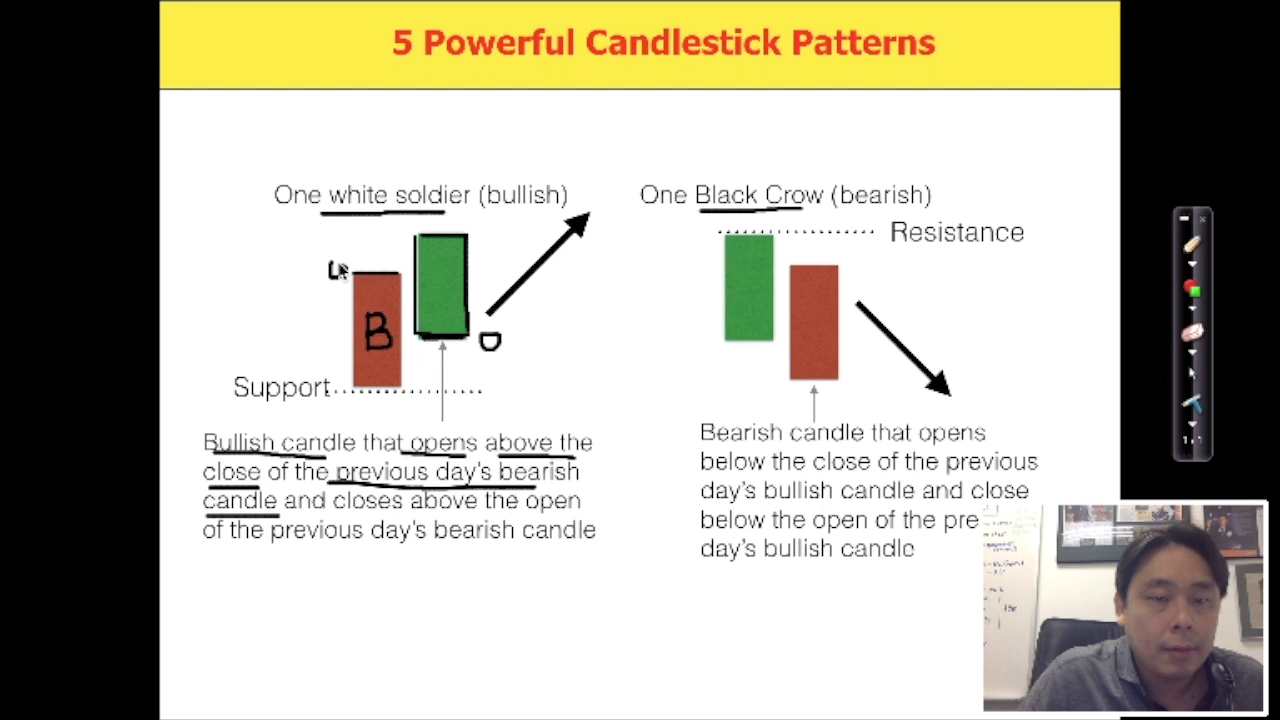 5 Powerful Candlestick Patterns
One white soldier (bullish)
One Black Crow (bearish)
Resistance
B
Support
Bullish candle that opens above the
close of the previous day's bearish
candle and closes above the open
of the previous day's bearish candle
Bearish candle that opens
below the close of the previous
day's bullish candle and close
below the open of the pre
day's bullish candle